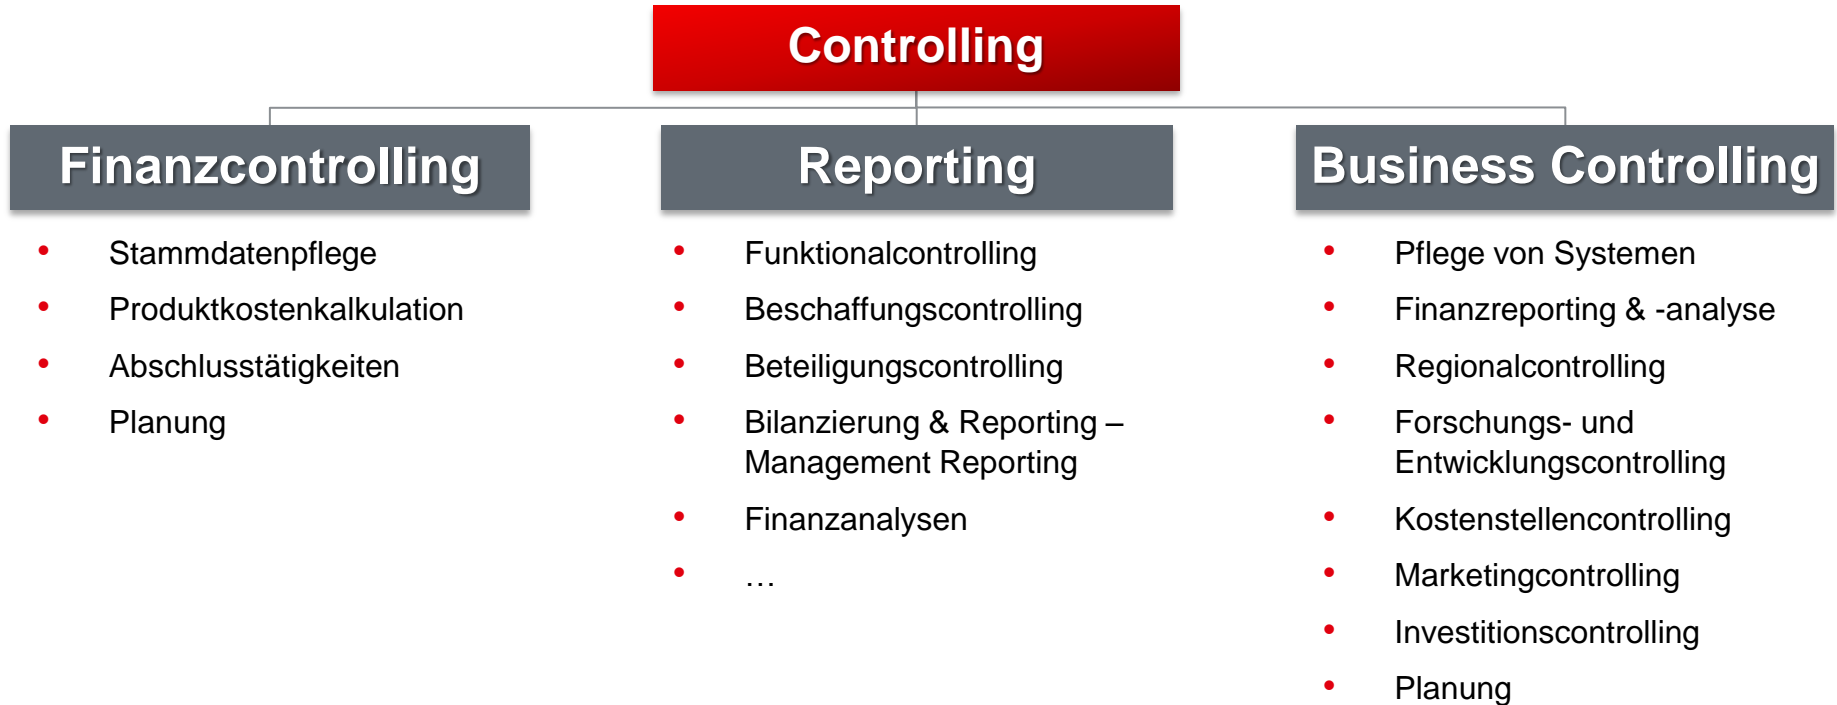 Controlling
Finanzcontrolling
Stammdatenpflege
Produktkostenkalkulation
Abschlusstätigkeiten
Planung
Reporting
Funktionalcontrolling
Beschaffungscontrolling
Beteiligungscontrolling
Bilanzierung & Reporting –
Management Reporting
Finanzanalysen
…
Business Controlling
Pflege von Systemen
Finanzreporting & -analyse
Regionalcontrolling
Forschungs- und
Entwicklungscontrolling
Kostenstellencontrolling
Marketingcontrolling
Investitionscontrolling
Planung